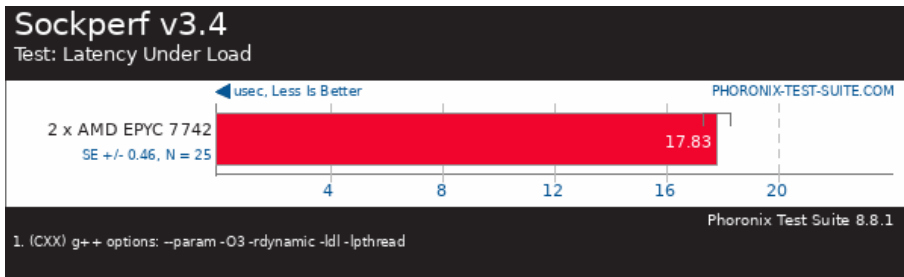 Sockperf v3.4
Test: Latency Under Load
usec, Less Is Better
PHORONIX-TEST-SUITE.COM
2 x AMD EPYC 7742
17.83
SE +/- 0.46, N = 25
4 8 12 16 20
Phoronix Test Suite 8.8.1
1. (CXX) g++ options: --param -O3 -rdynamic -ldl -lpthread